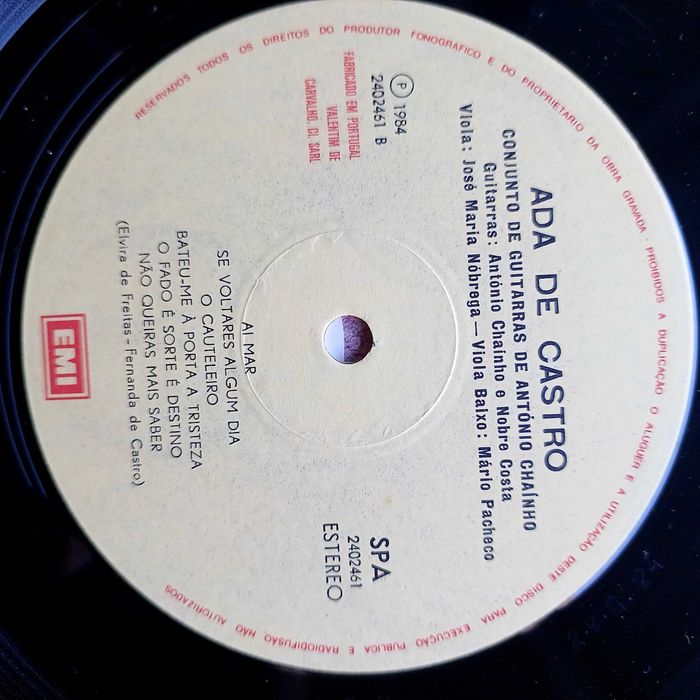 RESERVADOS TODOS OS DIREITOS DO PRODUTOR FONOGRAFICO E DO PROPRIETARIO DA OBRA GRAVADA · PROIBIDOS A DUPLICAÇÃO O ALUGUER E A UTILIZAÇÃO DESTE DISCO PARA EXECUÇÃO PUBLICA E RADIODIFUSÃO NÃO AUTORIZADOS
ADA DE CASTRO
CONJUNTO DE GUITARRAS DE ANTÓNIO CHAÍNHO
Guitarras: António Chainho e Nobre Costa
Viola: José Maria Nóbrega — Viola Baixo: Mário Pacheco
Ⓟ 1984
2402461 B
FABRICADO EM PORTUGAL
VALENTIM DE
CARVALHO, CI, SARL
SPA
2402461
ESTEREO
AI MAR
SE VOLTARES ALGUM DIA
O CAUTELEIRO
BATEU-ME À PORTA A TRISTEZA
O FADO É SORTE É DESTINO
NÃO QUEIRAS MAIS SABER
(Elvira de Freitas - Fernanda de Castro)
EMI